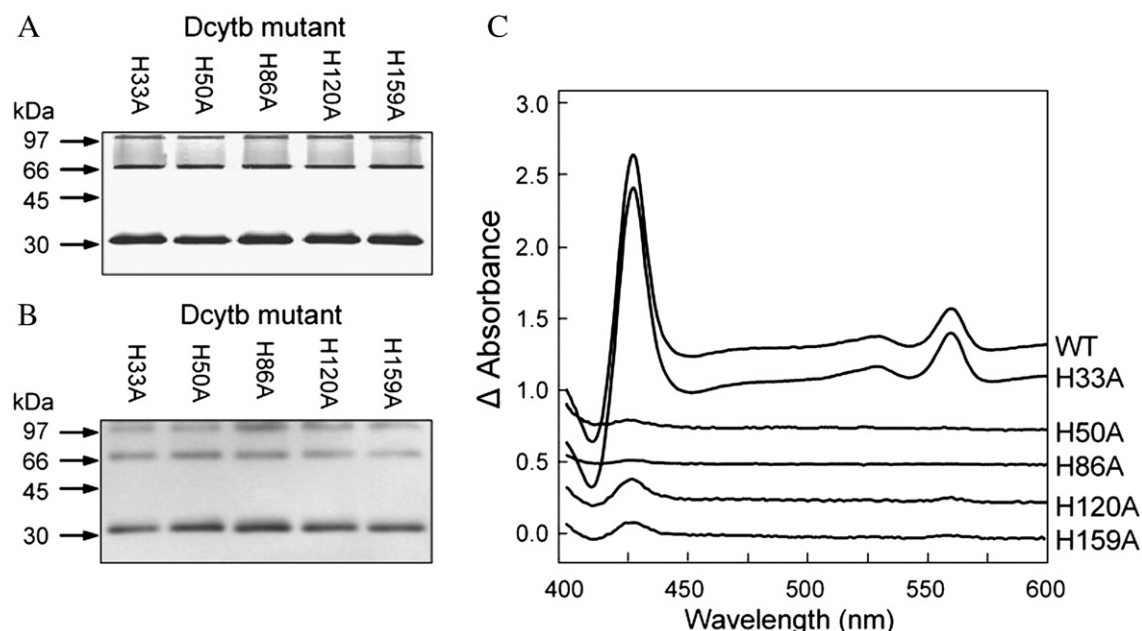 A
Dcytb mutant
H33A
H50A
H86A
H120A
H159A
kDa
97
66
45
30
B
Dcytb mutant
H33A
H50A
H86A
H120A
H159A
kDa
97
66
45
30
C
Δ Absorbance
3.0
2.5
2.0
1.5
1.0
0.5
0.0
WT
H33A
H50A
H86A
H120A
H159A
400 450 500 550 600
Wavelength (nm)